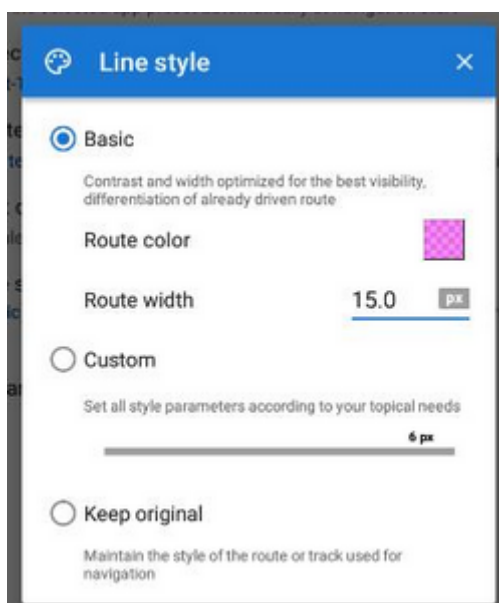 Line style
Basic
Contrast and width optimized for the best visibility,
differentiation of already driven route
Route color
Route width 15.0 px
Custom
Set all style parameters according to your topical needs
6 px
Keep original
Maintain the style of the route or track used for
navigation